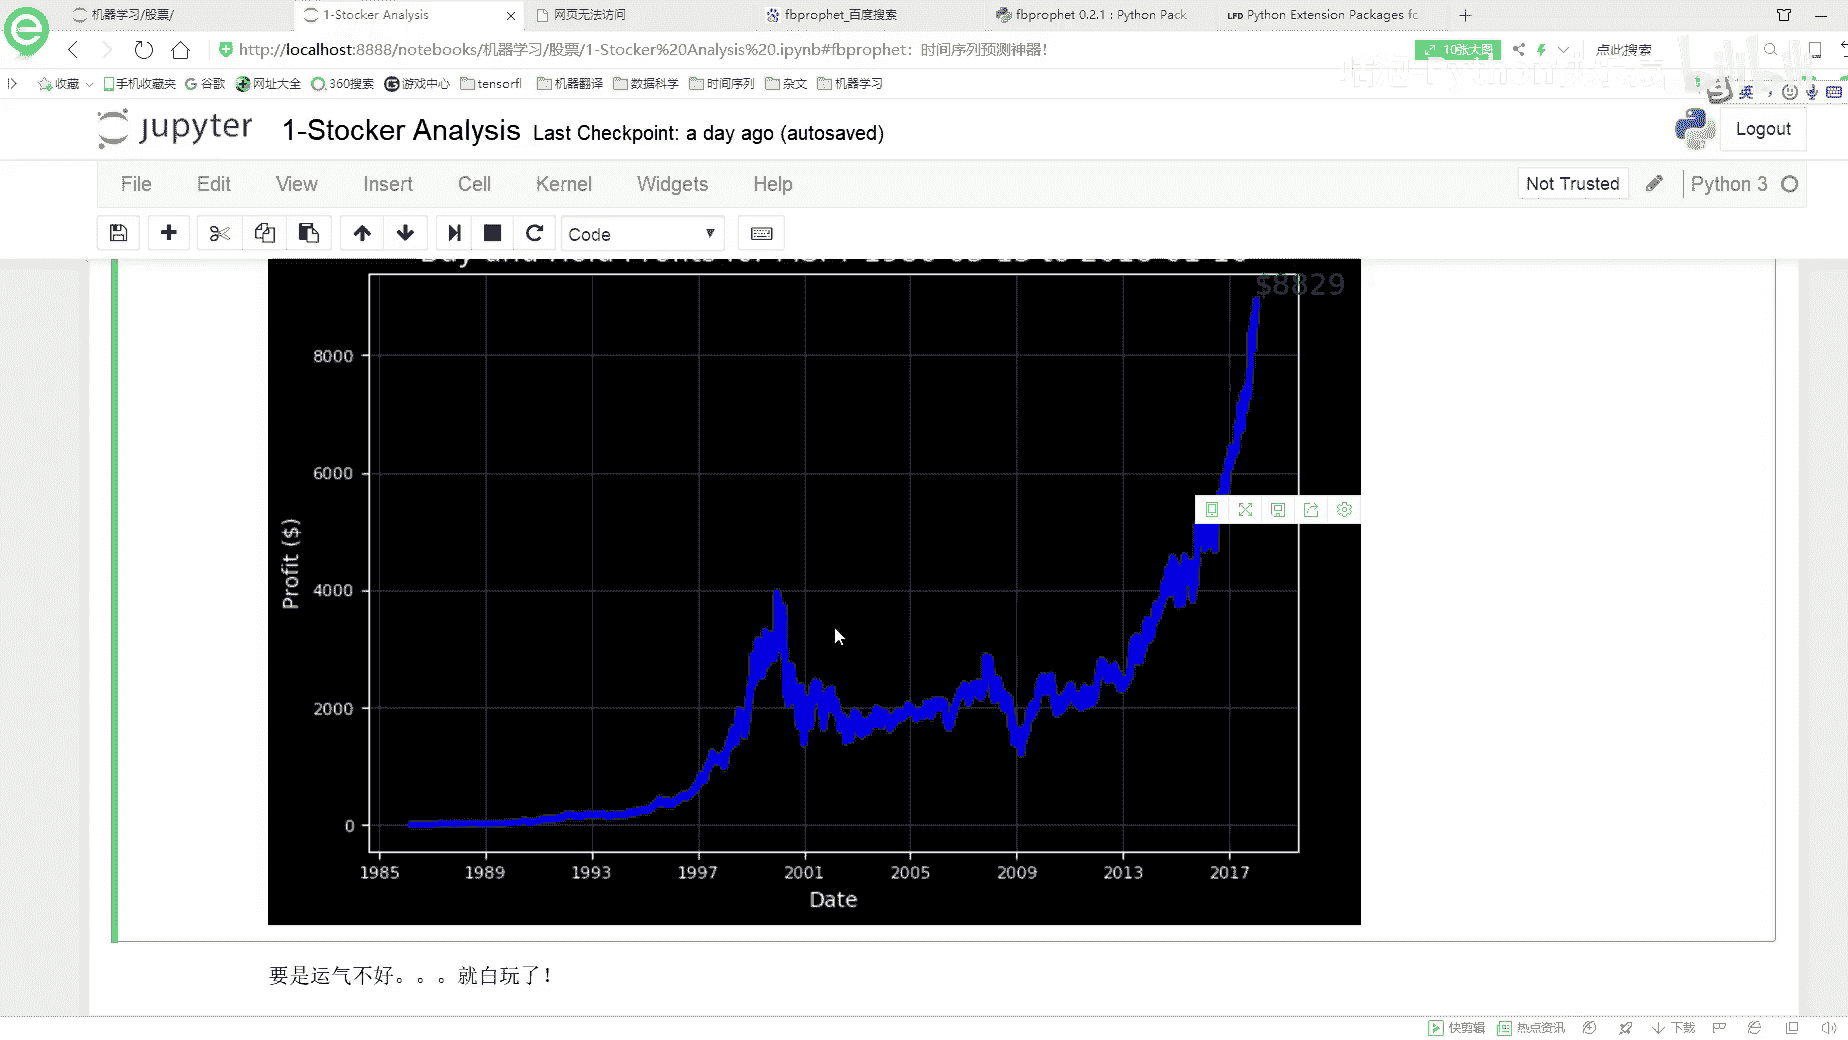 机器学习/股票/
1-Stocker Analysis
网页无法访问
fbprophet_百度搜索
fbprophet 0.2.1 : Python Pack
LFD Python Extension Packages fc
http://localhost:8888/notebooks/机器学习/股票/1-Stocker%20Analysis%20.ipynb#fbprophet：时间序列预测神器！
10张大图
点此搜索
收藏 手机收藏夹 谷歌 网址大全 360搜索 游戏中心 tensorfl 机器翻译 数据科学 时间序列 杂文 机器学习
英
jupyter 1-Stocker Analysis Last Checkpoint: a day ago (autosaved)
Logout
File Edit View Insert Cell Kernel Widgets Help
Not Trusted
Python 3
Code
$8829
8000
6000
4000
2000
0
Profit ($)
1985 1989 1993 1997 2001 2005 2009 2013 2017
Date
要是运气不好。。。就白玩了！
快剪辑 热点资讯 下载